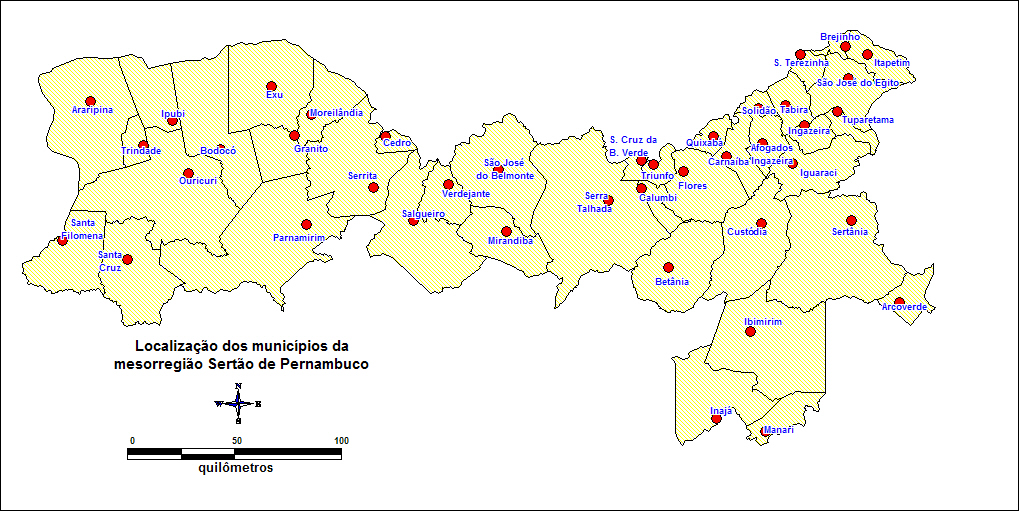 Brejinho
S. Terezinha
Itapetim
São José do Egito
Exu
Araripina
Ipubi
Moreilândia
Solidão
Tabira
Tuparetama
Ingazeira
Trindade
Bodocó
Granito
Cedro
S. Cruz da
B. Verde
Quixaba
Afogados
Ingazeira
Carnaíba
São José
do Belmonte
Triunfo
Iguaraci
Ouricuri
Serrita
Verdejante
Flores
Serra
Talhada
Calumbi
Salgueiro
Santa
Filomena
Parnamirim
Mirandiba
Custódia
Sertânia
Santa
Cruz
Betânia
Arcoverde
Ibimirim
Localização dos municípios da
mesorregião Sertão de Pernambuco
N
W
E
S
Inajá
Manari
0 50 100
quilômetros